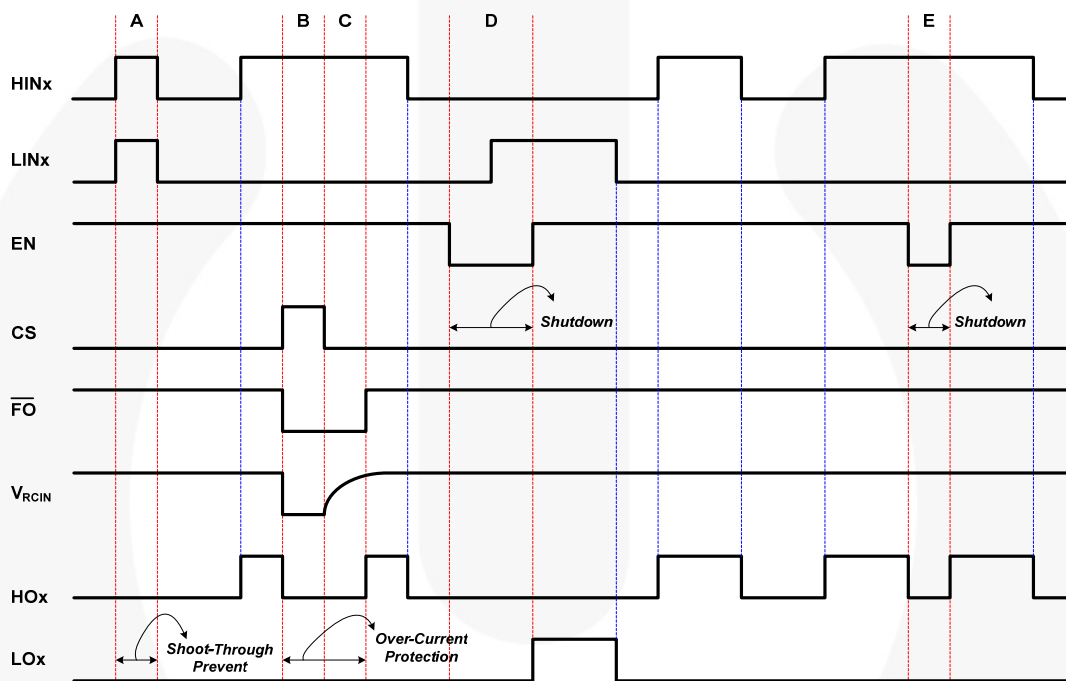 A B C D E
HINx
LINx
EN
Shutdown Shutdown
CS
FO
VRCIN
HOx
Shoot-Through
Prevent
Over-Current
Protection
LOx